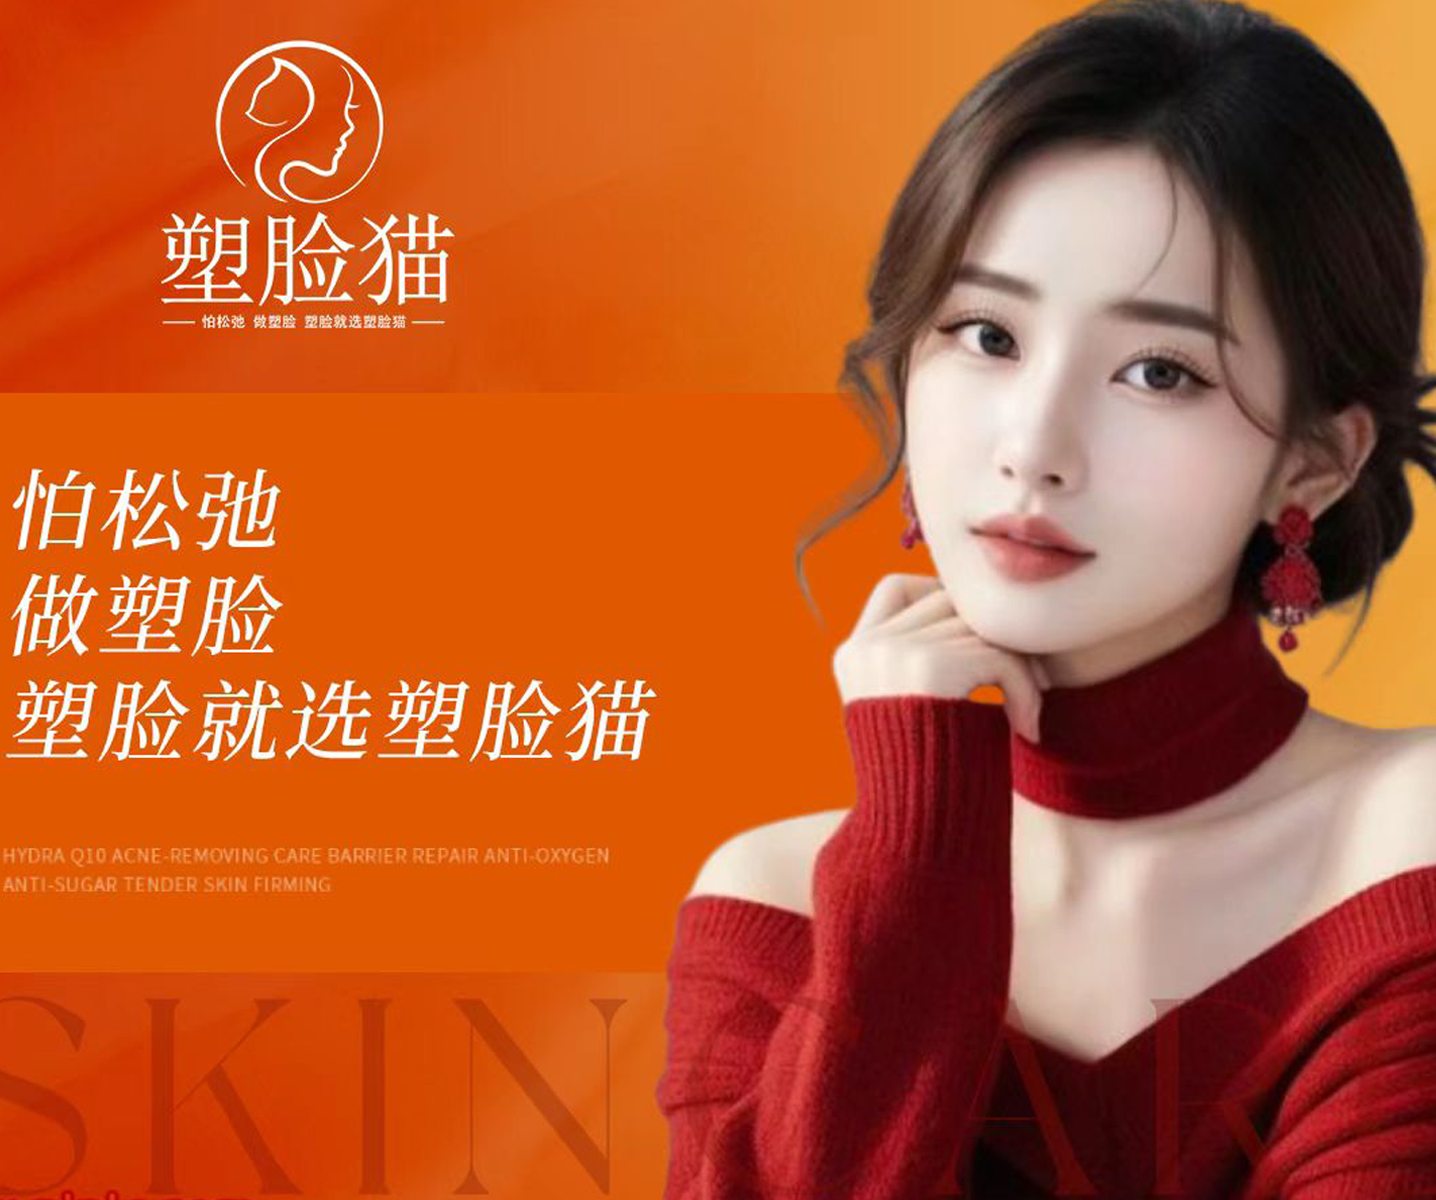 塑脸猫
怕松弛 做塑脸 塑脸就选塑脸猫
怕松弛
做塑脸
塑脸就选塑脸猫
HYDRA Q10 ACNE-REMOVING CARE BARRIER REPAIR ANTI-OXYGEN
ANTI-SUGAR TENDER SKIN FIRMING
SKINCAR